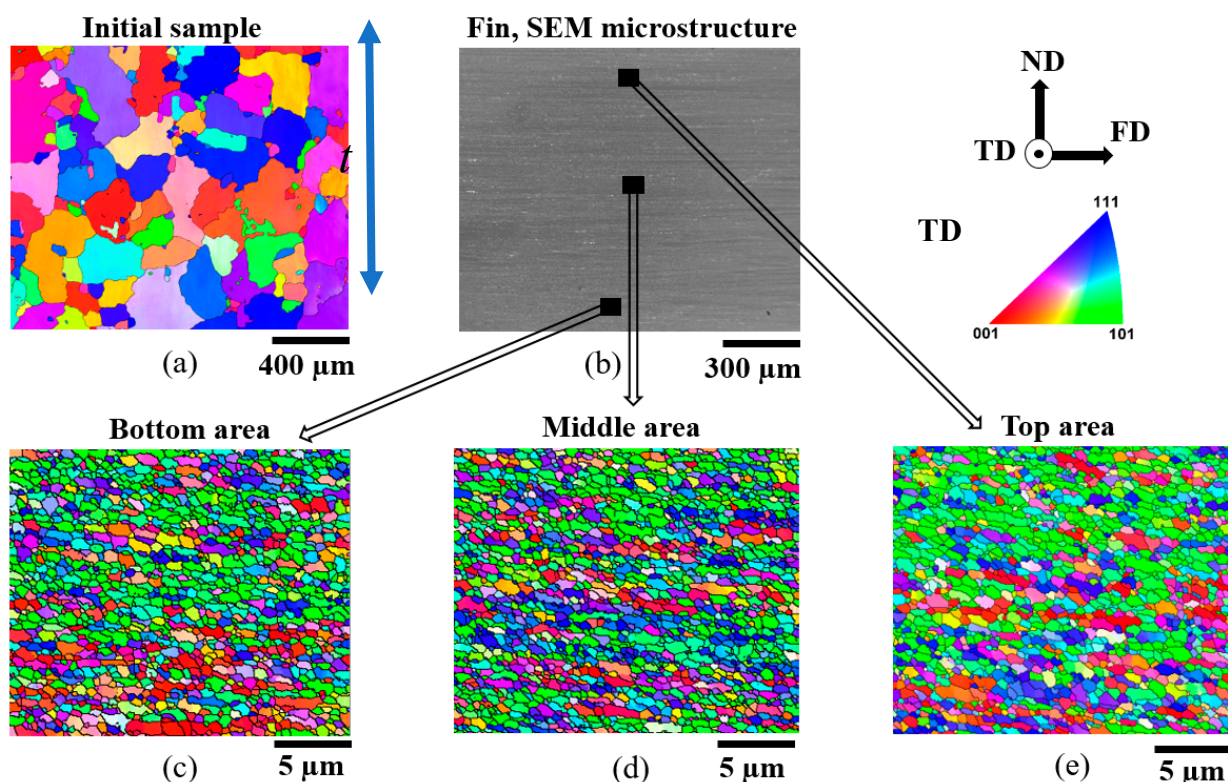 Initial sample
t
400 µm
(a)
Fin, SEM microstructure
300 µm
(b)
ND
TD
FD
TD
111
001
101
Bottom area
5 µm
(c)
Middle area
5 µm
(d)
Top area
5 µm
(e)